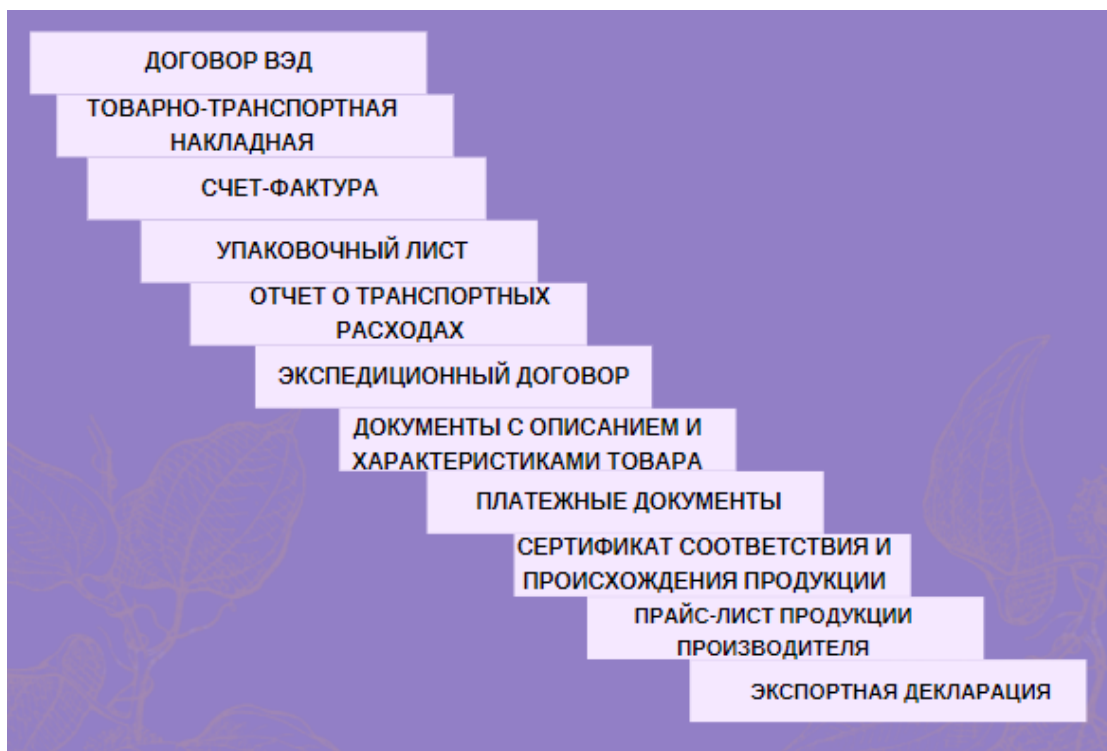 ДОГОВОР ВЭД
ТОВАРНО-ТРАНСПОРТНАЯ
НАКЛАДНАЯ
СЧЕТ-ФАКТУРА
УПАКОВОЧНЫЙ ЛИСТ
ОТЧЕТ О ТРАНСПОРТНЫХ
РАСХОДАХ
ЭКСПЕДИЦИОННЫЙ ДОГОВОР
ДОКУМЕНТЫ С ОПИСАНИЕМ И
ХАРАКТЕРИСТИКАМИ ТОВАРА
ПЛАТЕЖНЫЕ ДОКУМЕНТЫ
СЕРТИФИКАТ СООТВЕТСТВИЯ И
ПРОИСХОЖДЕНИЯ ПРОДУКЦИИ
ПРАЙС-ЛИСТ ПРОДУКЦИИ
ПРОИЗВОДИТЕЛЯ
ЭКСПОРТНАЯ ДЕКЛАРАЦИЯ